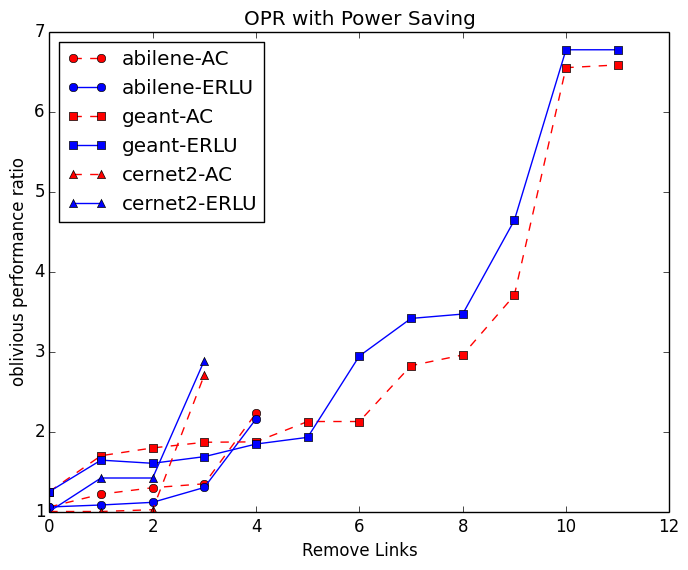 OPR with Power Saving
7
6
5
4
3
2
1
oblivious performance ratio
abilene-AC
abilene-ERLU
geant-AC
geant-ERLU
cernet2-AC
cernet2-ERLU
0 2 4 6 8 10 12
Remove Links